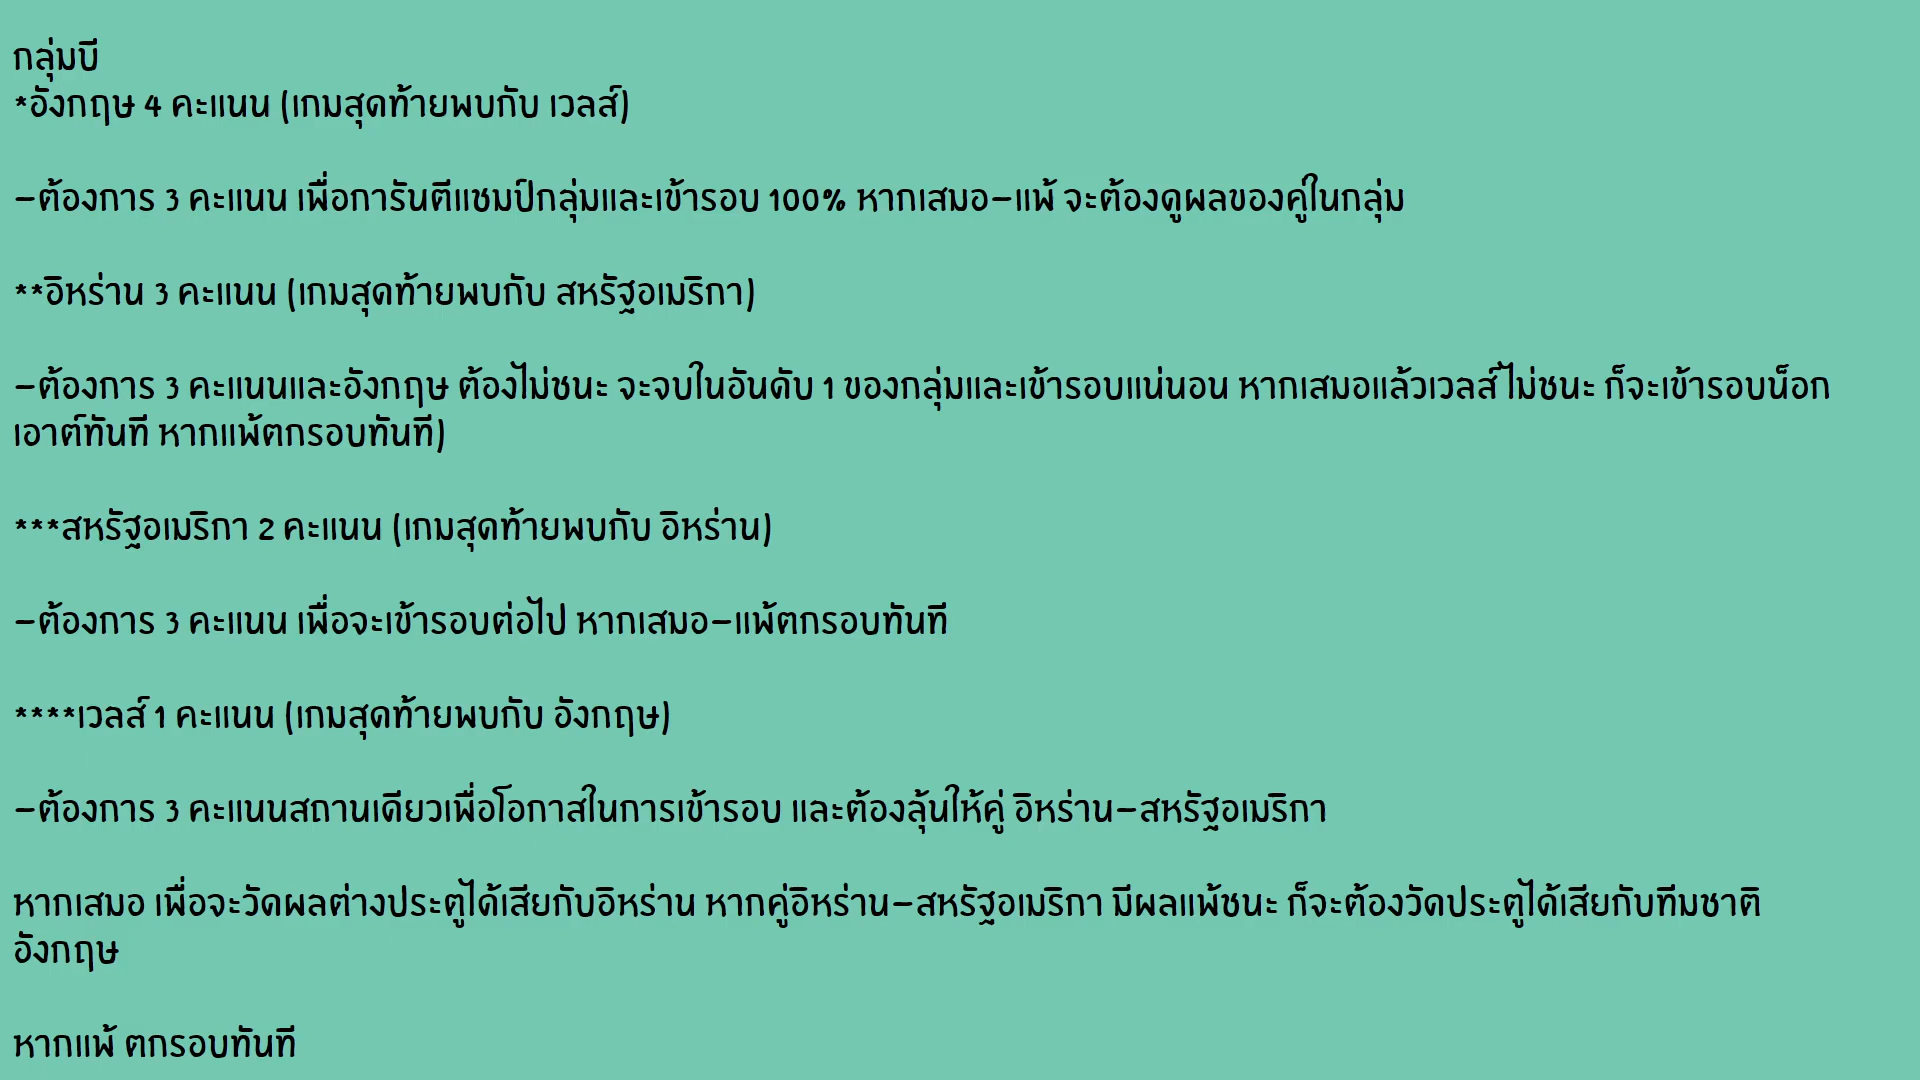 กลุ่มบี
*อังกฤษ 4 คะแนน (เกมสุดท้ายพบกับ เวลส์)
-ต้องการ 3 คะแนน เพื่อการันตีแชมป์กลุ่มและเข้ารอบ 100% หากเสมอ-แพ้ จะต้องดูผลของคู่ในกลุ่ม
**อิหร่าน 3 คะแนน (เกมสุดท้ายพบกับ สหรัฐอเมริกา)
-ต้องการ 3 คะแนนและอังกฤษ ต้องไม่ชนะ จะจบในอันดับ 1 ของกลุ่มและเข้ารอบแน่นอน หากเสมอแล้วเวลส์ไม่ชนะ ก็จะเข้ารอบน็อก
เอาต์ทันที หากแพ้ตกรอบทันที)
***สหรัฐอเมริกา 2 คะแนน (เกมสุดท้ายพบกับ อิหร่าน)
-ต้องการ 3 คะแนน เพื่อจะเข้ารอบต่อไป หากเสมอ-แพ้ตกรอบทันที
****เวลส์ 1 คะแนน (เกมสุดท้ายพบกับ อังกฤษ)
-ต้องการ 3 คะแนนสถานเดียวเพื่อโอกาสในการเข้ารอบ และต้องลุ้นให้คู่ อิหร่าน-สหรัฐอเมริกา
หากเสมอ เพื่อจะวัดผลต่างประตูได้เสียกับอิหร่าน หากคู่อิหร่าน-สหรัฐอเมริกา มีผลแพ้ชนะ ก็จะต้องวัดประตูได้เสียกับทีมชาติ
อังกฤษ
หากแพ้ ตกรอบทันที